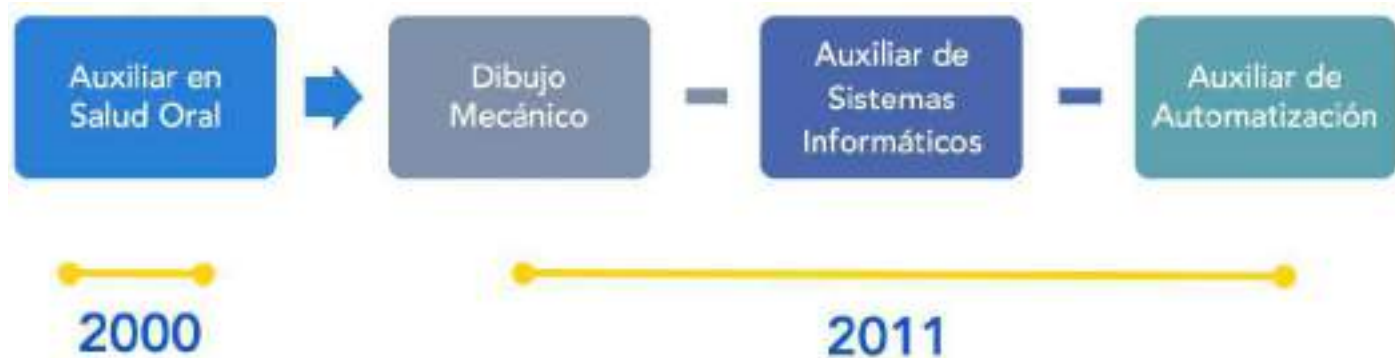 Auxiliar en
Salud Oral
Dibujo
Mecánico
Auxiliar de
Sistemas
Informáticos
Auxiliar de
Automatización
2000
2011